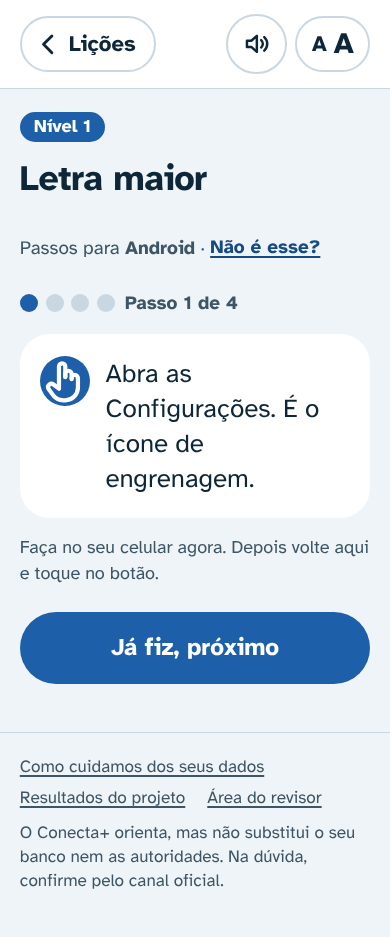 Lições
A A
Nível 1
Letra maior
Passos para Android · Não é esse?
Passo 1 de 4
Abra as
Configurações. É o
ícone de
engrenagem.
Faça no seu celular agora. Depois volte aqui
e toque no botão.
Já fiz, próximo
Como cuidamos dos seus dados
Resultados do projeto Área do revisor
O Conecta+ orienta, mas não substitui o seu
banco nem as autoridades. Na dúvida,
confirme pelo canal oficial.